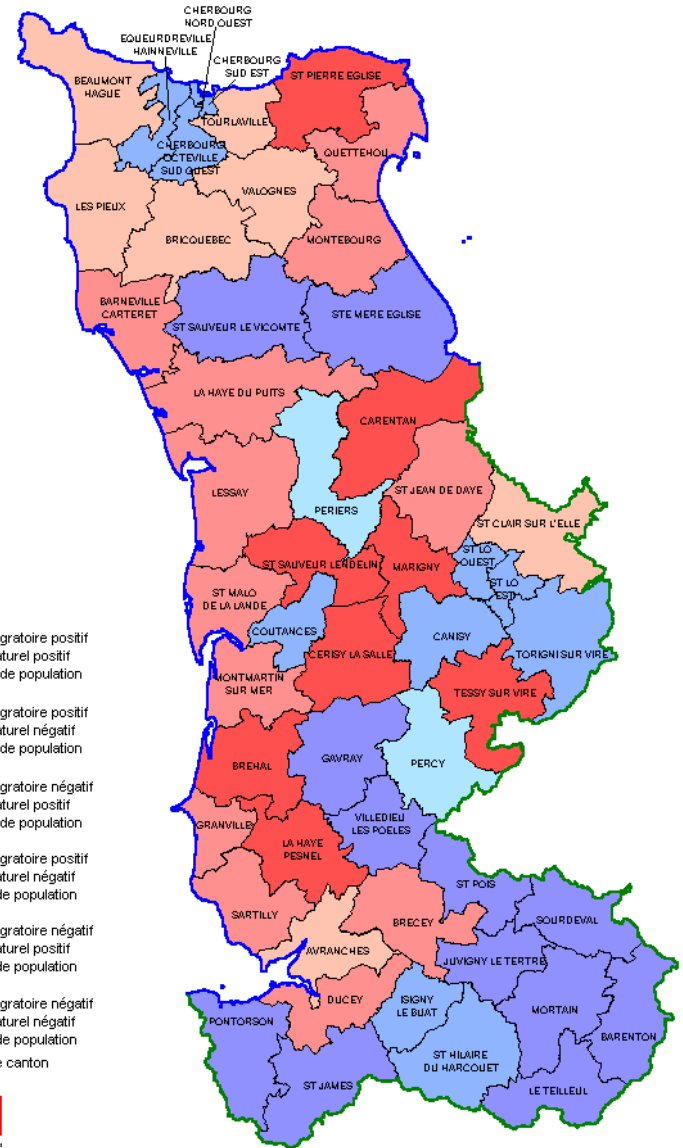 CHERBOURG
NORD OUEST
EQUEURDREVILLE
HAINNEVILLE
CHERBOURG
SUD EST
BEAUMONT
HAGUE
ST PIERRE EGLISE
TOURLAVILLE
CHERBOURG
OCTEVILLE
SUD OUEST
QUETTEHOU
VALOGNES
LES PIEUX
BRICQUEBEC
MONTEBOURG
BARNEVILLE
CARTERET
ST SAUVEUR LE VICOMTE
STE MERE EGLISE
LA HAYE DU PUITS
CARENTAN
LESSAY
PERIERS
ST JEAN DE DAYE
ST CLAIR SUR L'ELLE
ST SAUVEUR LENDELIN
MARIGNY
ST LO
OUEST
ST LO
EST
ST MALO
DE LA LANDE
COUTANCES
CANISY
TORIGNI SUR VIRE
CERISY LA SALLE
MONTMARTIN
SUR MER
TESSY SUR VIRE
BREHAL
GAVRAY
PERCY
GRANVILLE
VILLEDIEU
LES POELES
LA HAYE
PESNEL
ST POIS
SARTILLY
BRECEY
SOURDEVAL
AVRANCHES
JUVIGNY LE TERTRE
DUCEY
ISIGNY
LE BUAT
MORTAIN
PONTORSON
BARENTON
ST HILAIRE
DU HARCOUET
ST JAMES
LE TEILLEUL
gratoire positif
aturel positif
de population
gratoire positif
aturel négatif
de population
gratoire négatif
aturel positif
de population
gratoire positif
aturel négatif
de population
gratoire négatif
aturel positif
de population
gratoire négatif
aturel négatif
de population
e canton